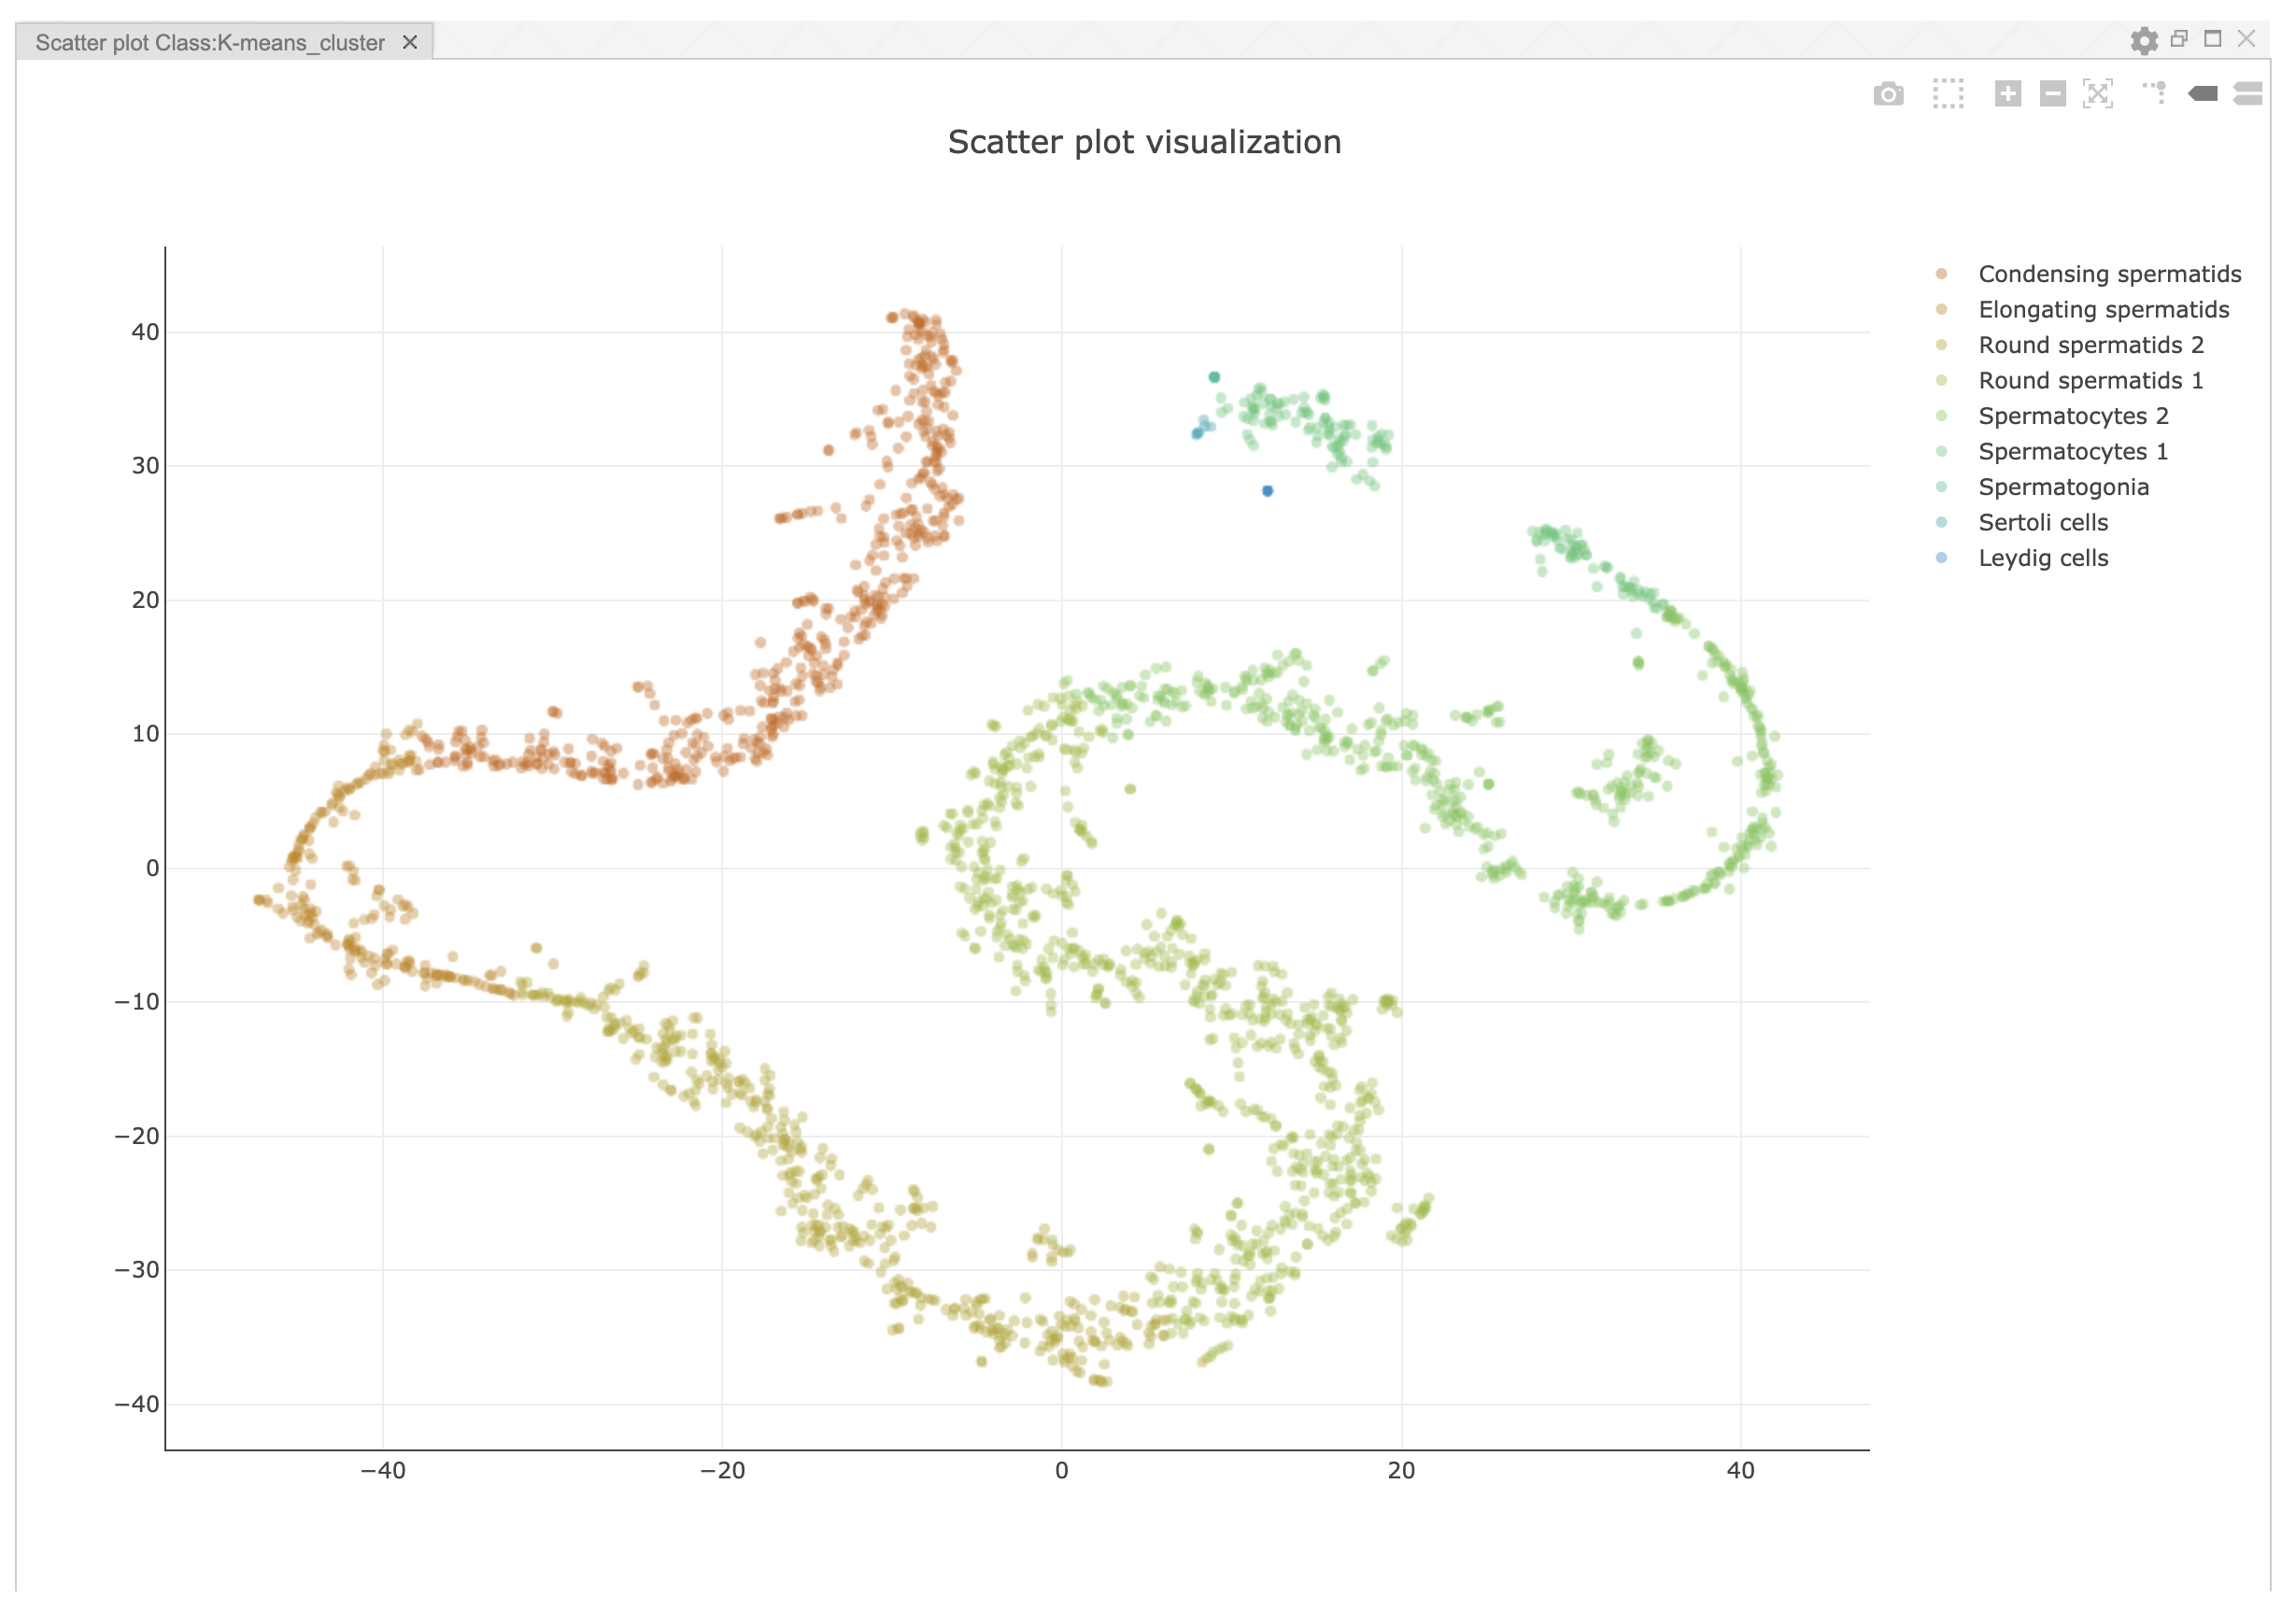 Scatter plot Class:K-means_cluster
Scatter plot visualization
Condensing spermatids
Elongating spermatids
Round spermatids 2
Round spermatids 1
Spermatocytes 2
Spermatocytes 1
Spermatogonia
Sertoli cells
Leydig cells
40
30
20
10
0
−10
−20
−30
−40
−40 −20 0 20 40